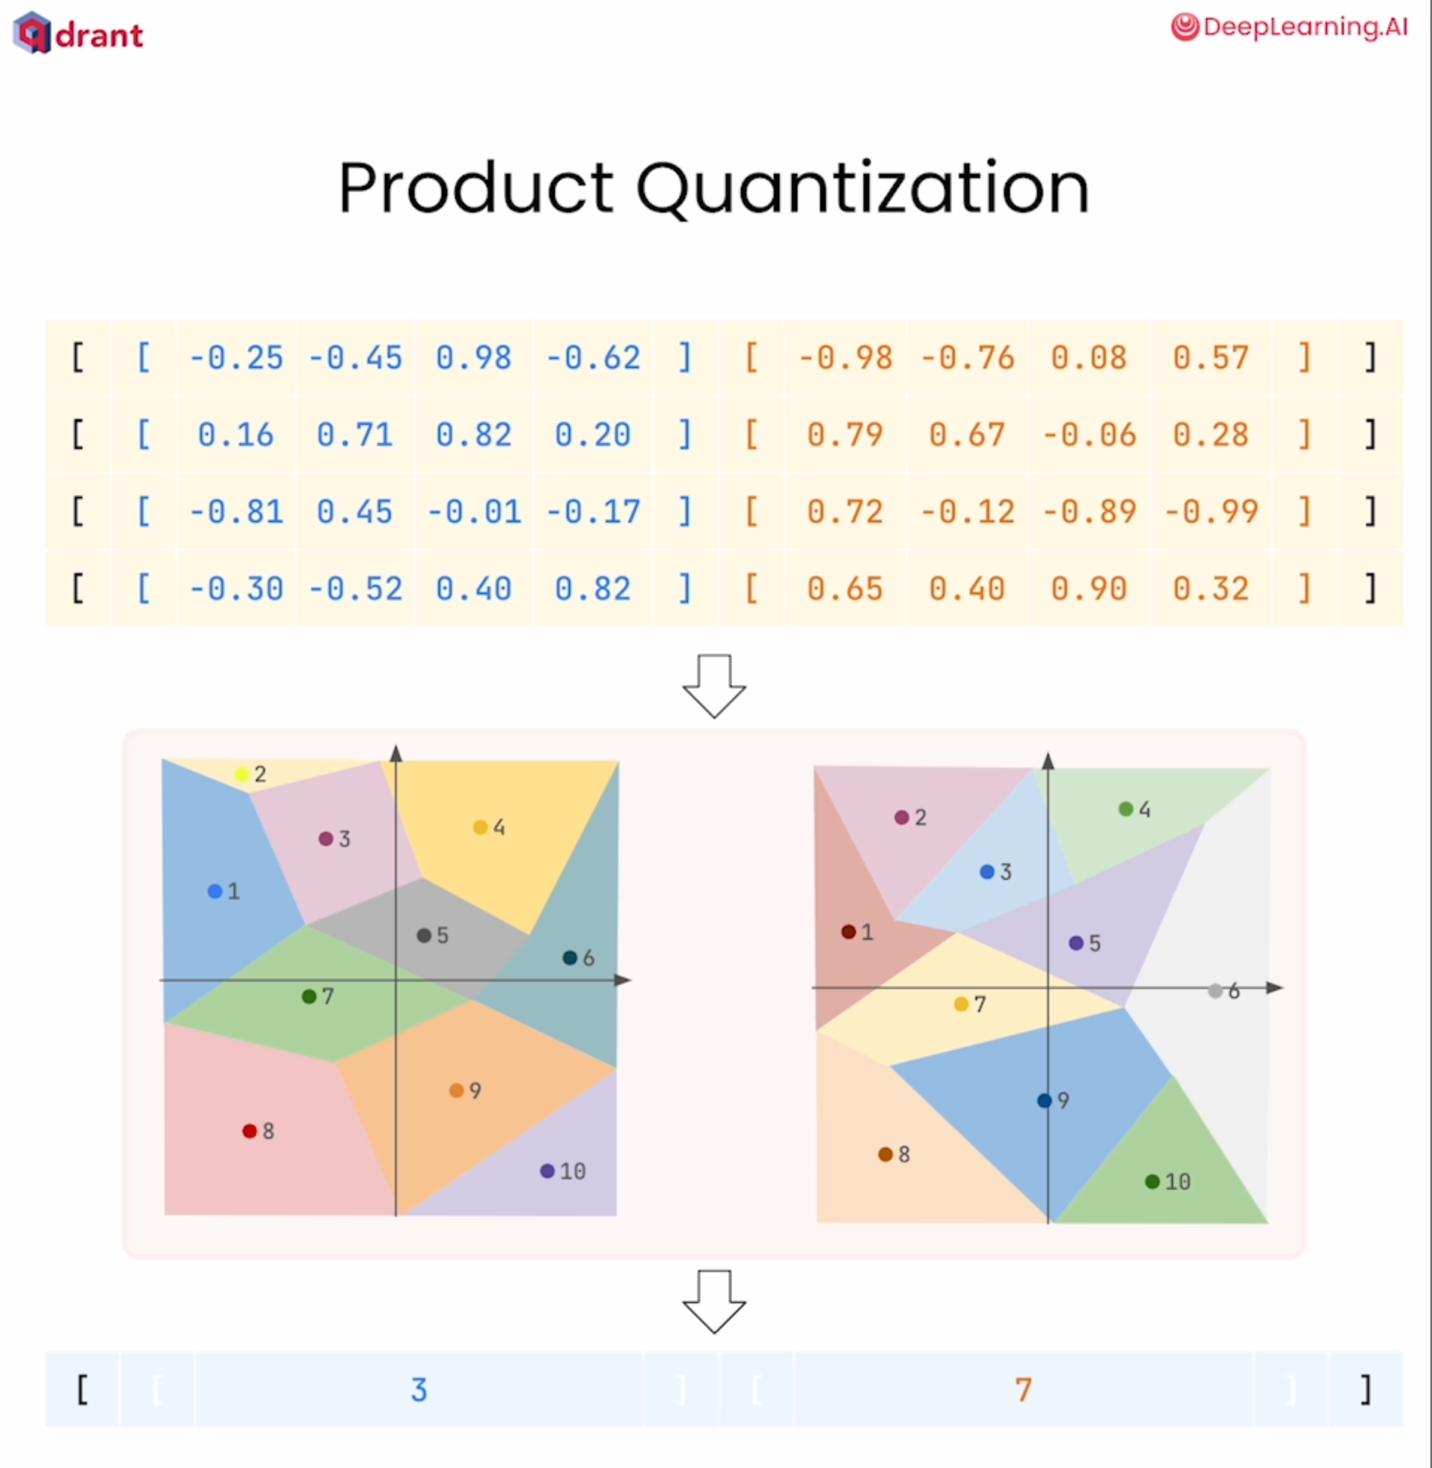 qdrant
DeepLearning.AI
Product Quantization
[ [ -0.25 -0.45 0.98 -0.62 ] [ -0.98 -0.76 0.08 0.57 ] ]
[ [ 0.16 0.71 0.82 0.20 ] [ 0.79 0.67 -0.06 0.28 ] ]
[ [ -0.81 0.45 -0.01 -0.17 ] [ 0.72 -0.12 -0.89 -0.99 ] ]
[ [ -0.30 -0.52 0.40 0.82 ] [ 0.65 0.40 0.90 0.32 ] ]
2
3
4
1
5
6
7
9
8
10
2
4
3
1
5
6
7
9
8
10
[ [ 3 ] [ 7 ] ]